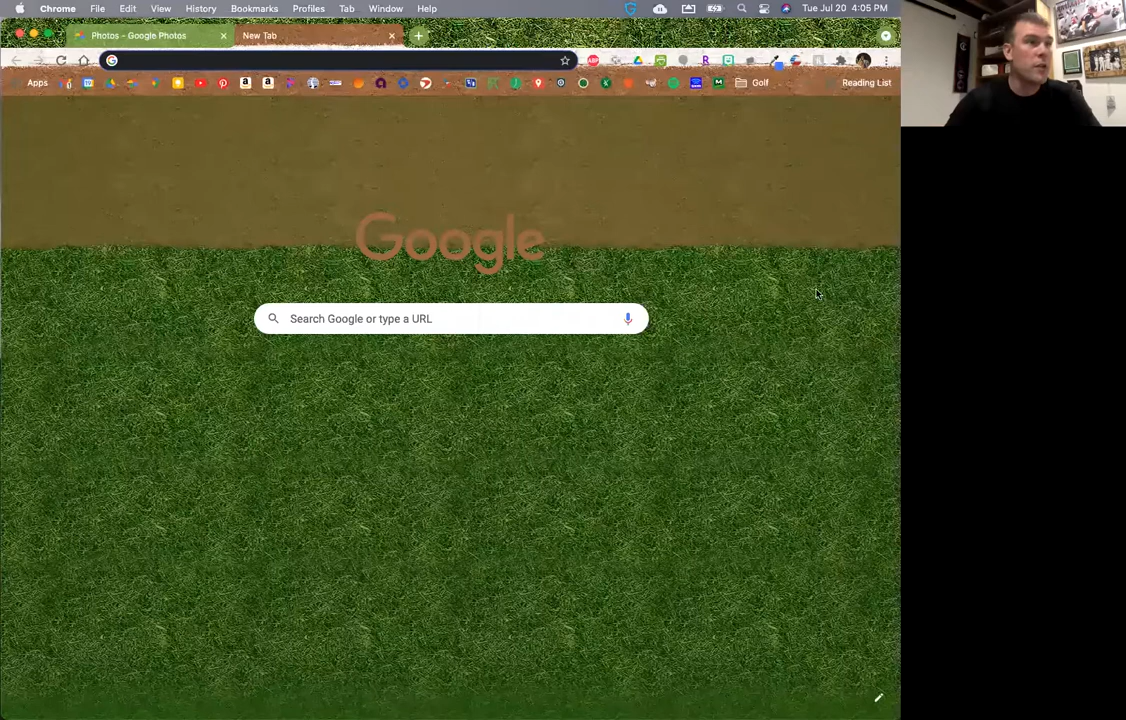 Chrome File Edit View History Bookmarks Profiles Tab Window Help Tue Jul 20 4:05 PM
Photos - Google Photos New Tab
Apps Golf Reading List
Google
Search Google or type a URL